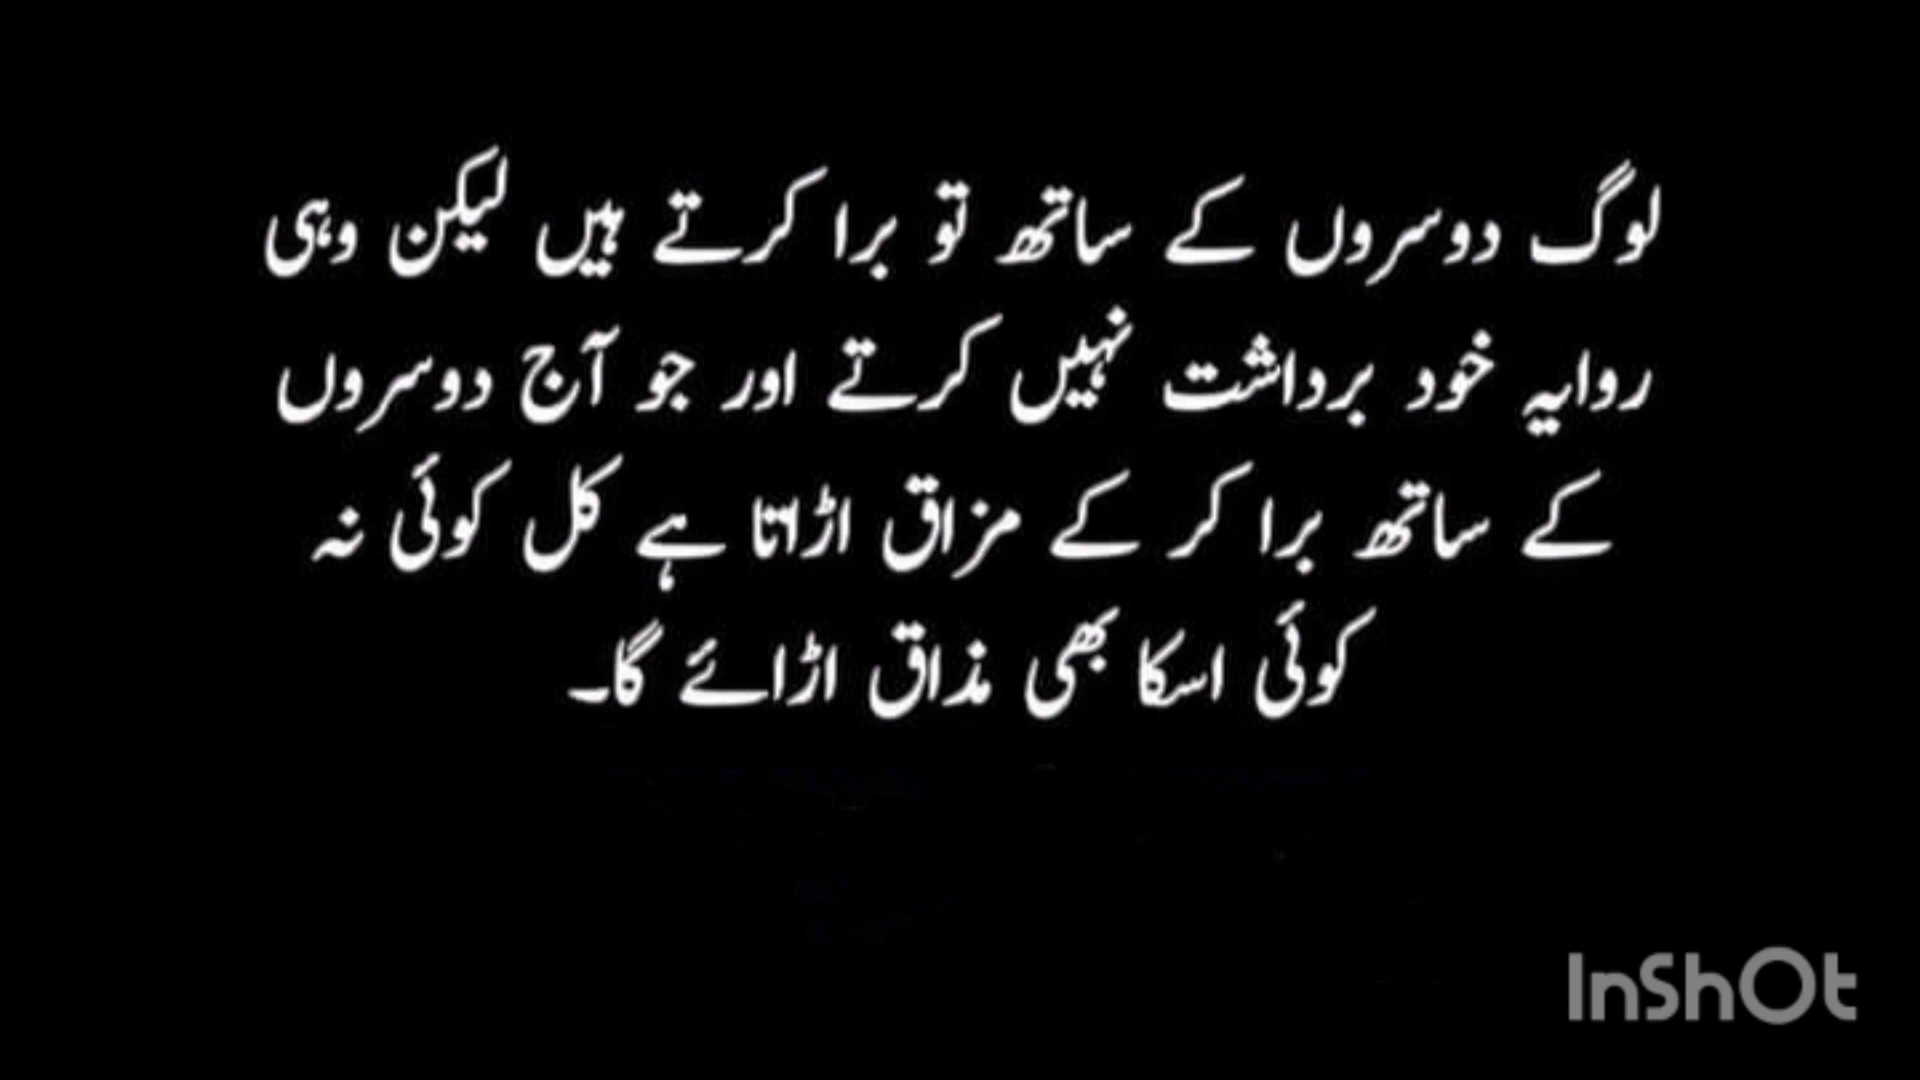 لوگ دوسروں کے ساتھ تو برا کرتے ہیں لیکن وہی
روایہ خود برداشت نہیں کرتے اور جو آج دوسروں
کے ساتھ برا کر کے مزاق اڑاتا ہے کل کوئی نہ
کوئی اسکا بھی مذاق اڑائے گا۔
InShOt